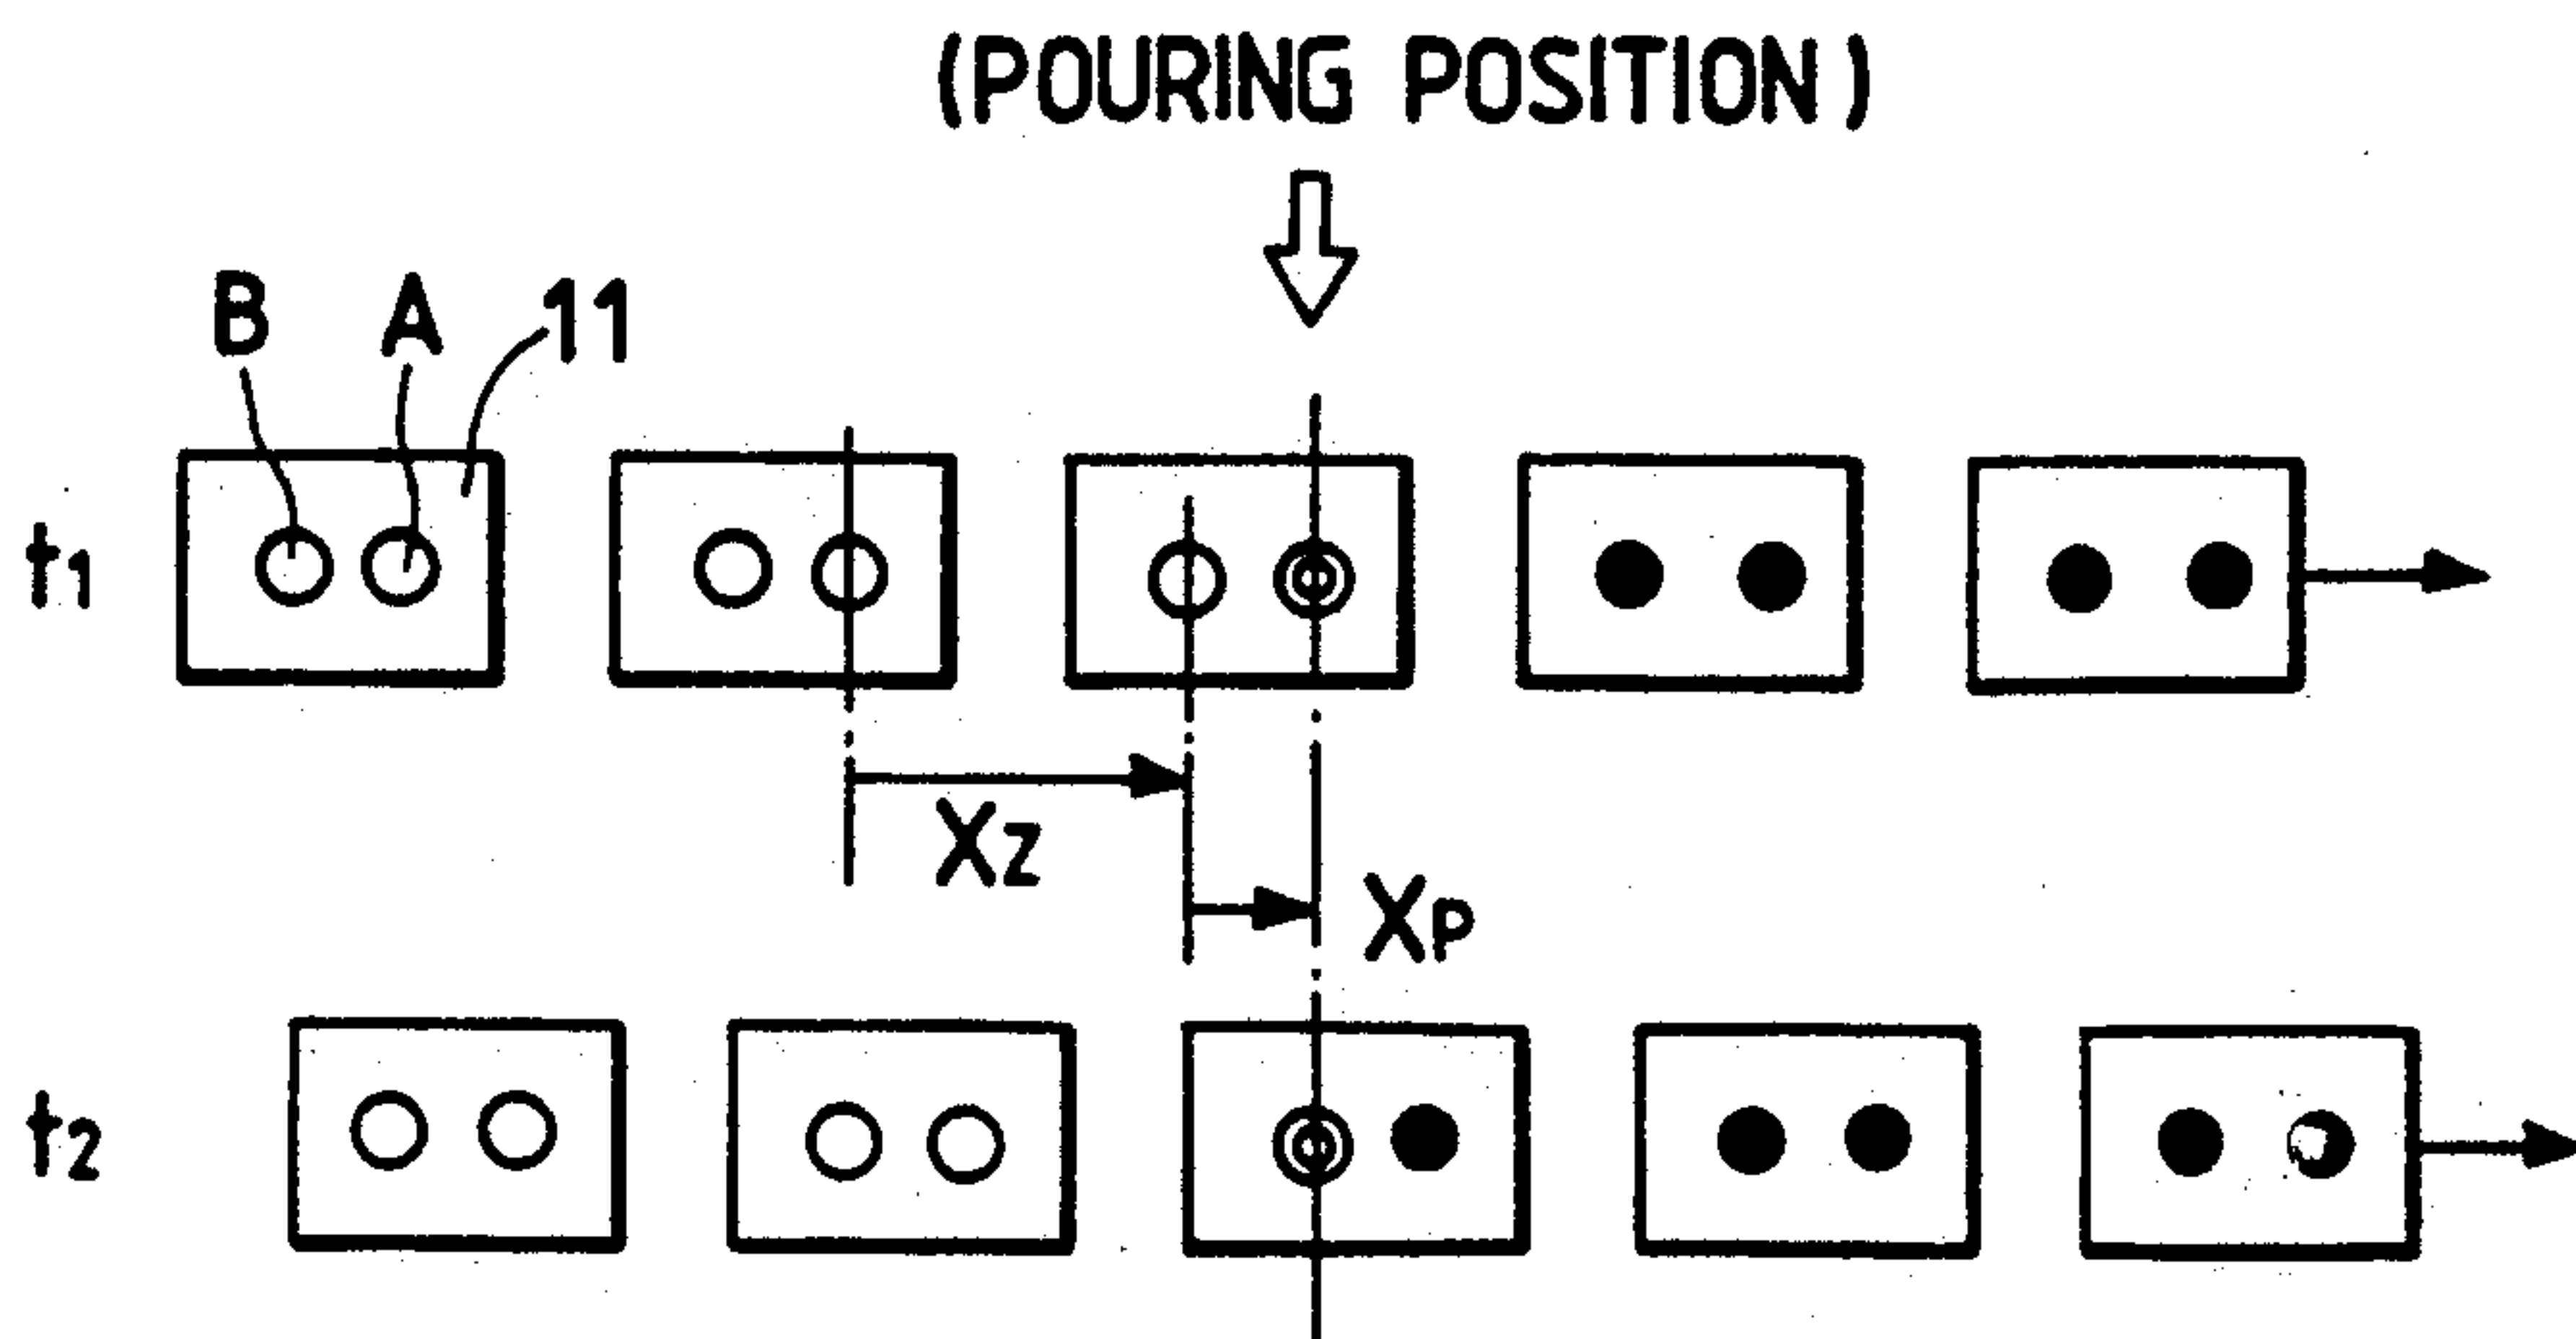 (POURING POSITION)
B A 11
t1
XZ
XP
t2